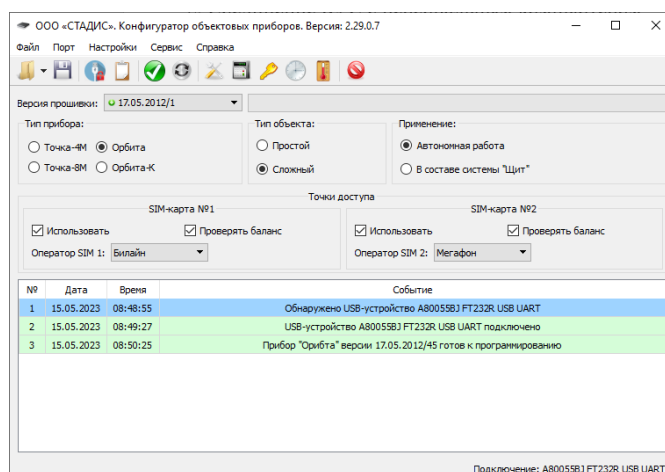 ООО «СТАДИС». Конфигуратор объектовых приборов. Версия: 2.29.0.7
Файл Порт Настройки Сервис Справка
Версия прошивки: 17.05.2012/1
Тип прибора: Тип объекта: Применение:
Точка-4М Орбита Простой Автономная работа
Точка-8М Орбита-К Сложный В составе системы "Щит"
Точки доступа
SIM-карта №1 SIM-карта №2
Использовать Проверять баланс Использовать Проверять баланс
Оператор SIM 1: Билайн Оператор SIM 2: Мегафон
№ Дата Время Событие
1 15.05.2023 08:48:55 Обнаружено USB-устройство A80055BJ FT232R USB UART
2 15.05.2023 08:49:27 USB-устройство A80055BJ FT232R USB UART подключено
3 15.05.2023 08:50:25 Прибор "Орибта" версии 17.05.2012/45 готов к программированию
Подключение: A80055BJ FT232R USB UART